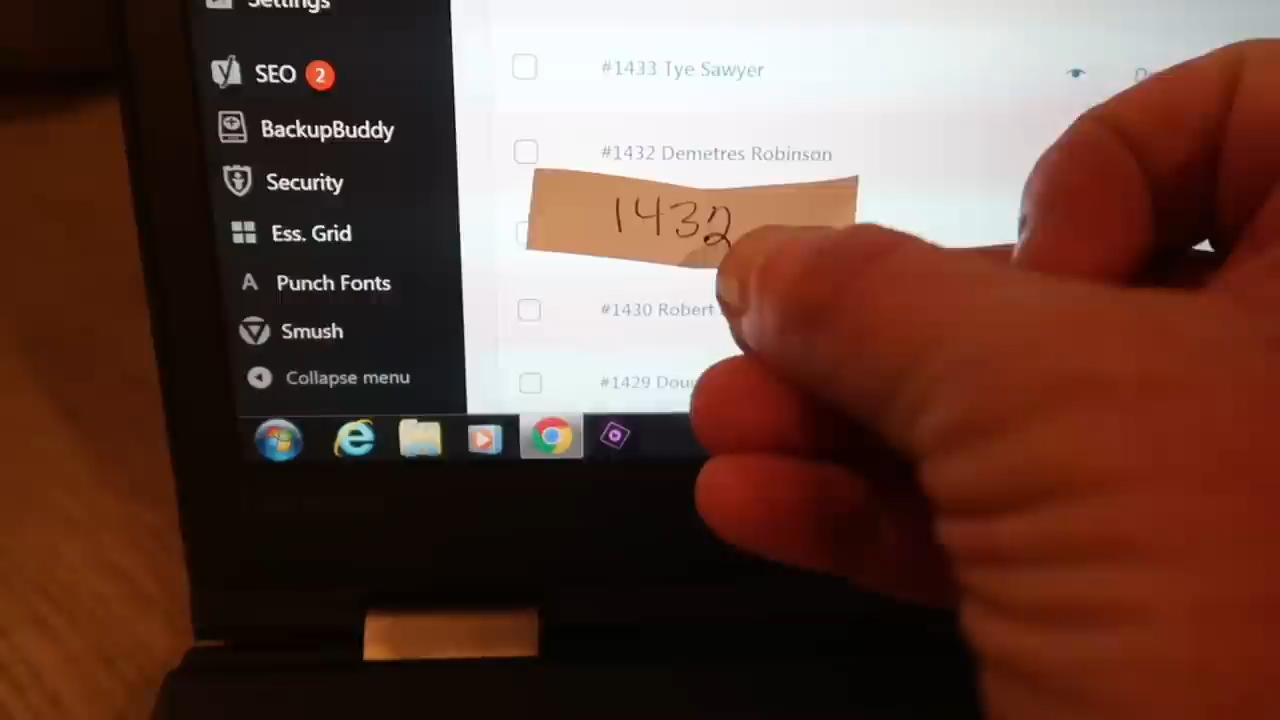 Settings
SEO 2
BackupBuddy
Security
Ess. Grid
Punch Fonts
Smush
Collapse menu
#1433 Tye Sawyer
#1432 Demetres Robinson
1432
#1430 Robert
#1429